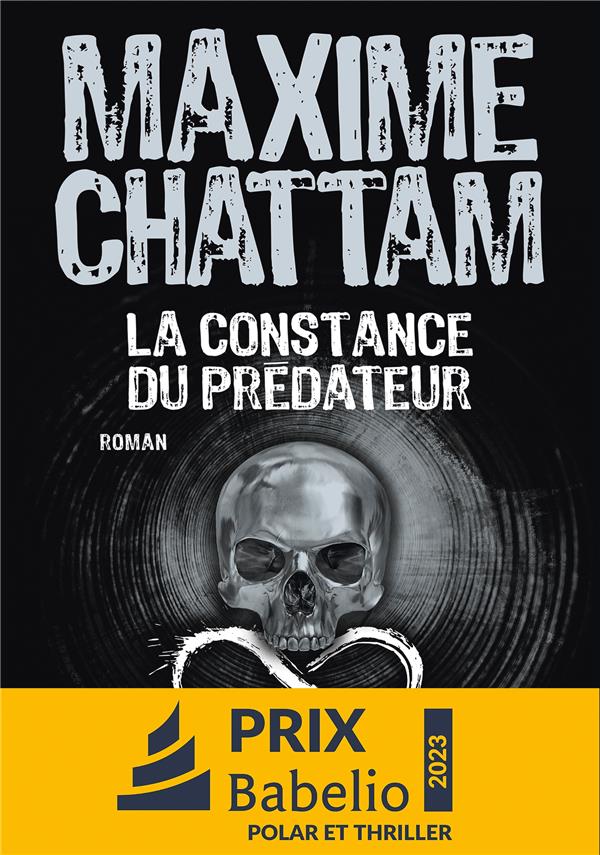 MAXIME
CHATTAM
LA CONSTANCE
DU PRÉDATEUR
ROMAN
PRIX
Babelio
2023
POLAR ET THRILLER